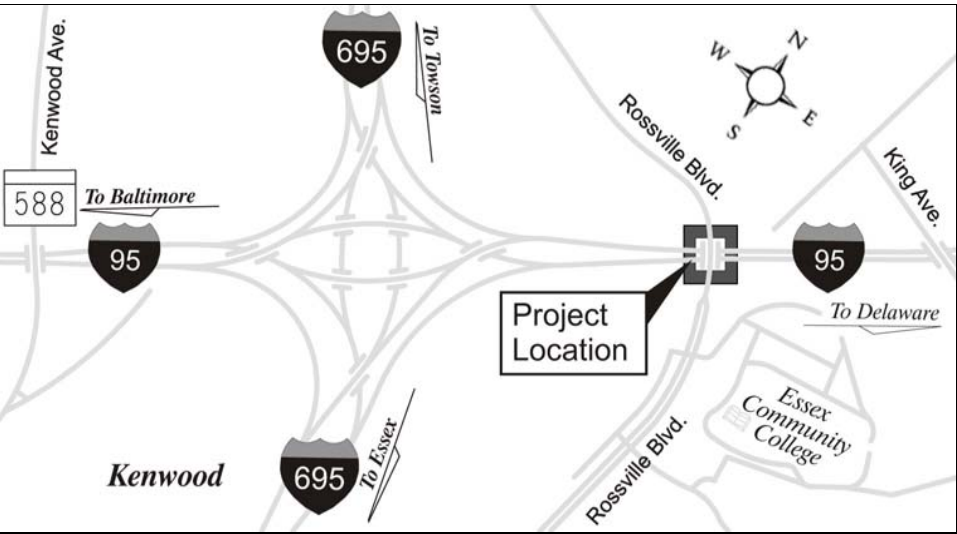 Kenwood Ave.
695
To Towson
N
W
E
S
Rossville Blvd.
King Ave.
588
To Baltimore
95
95
To Delaware
Project
Location
Essex
Community
College
Rossville Blvd.
Kenwood
695
To Essex